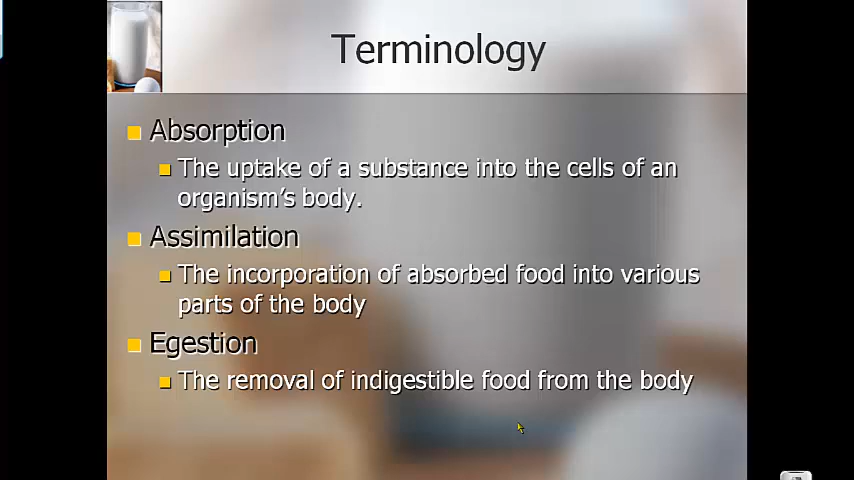 Terminology
Absorption
The uptake of a substance into the cells of an
organism's body.
Assimilation
The incorporation of absorbed food into various
parts of the body
Egestion
The removal of indigestible food from the body